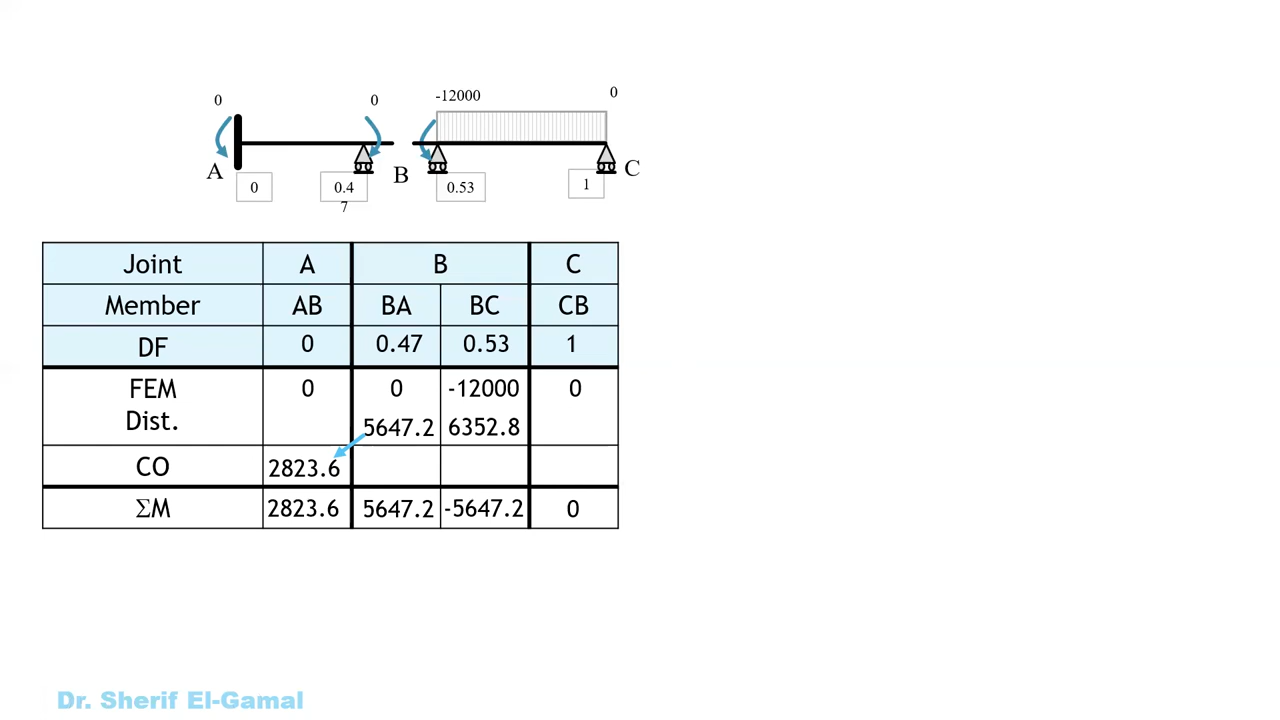 0 0 -12000 0
A B C
0 0.4
7 0.53 1
Joint A B C
Member AB BA BC CB
DF 0 0.47 0.53 1
FEM 0 0 -12000 0
Dist. 5647.2 6352.8
CO 2823.6
ΣM 2823.6 5647.2 -5647.2 0
Dr. Sherif El-Gamal